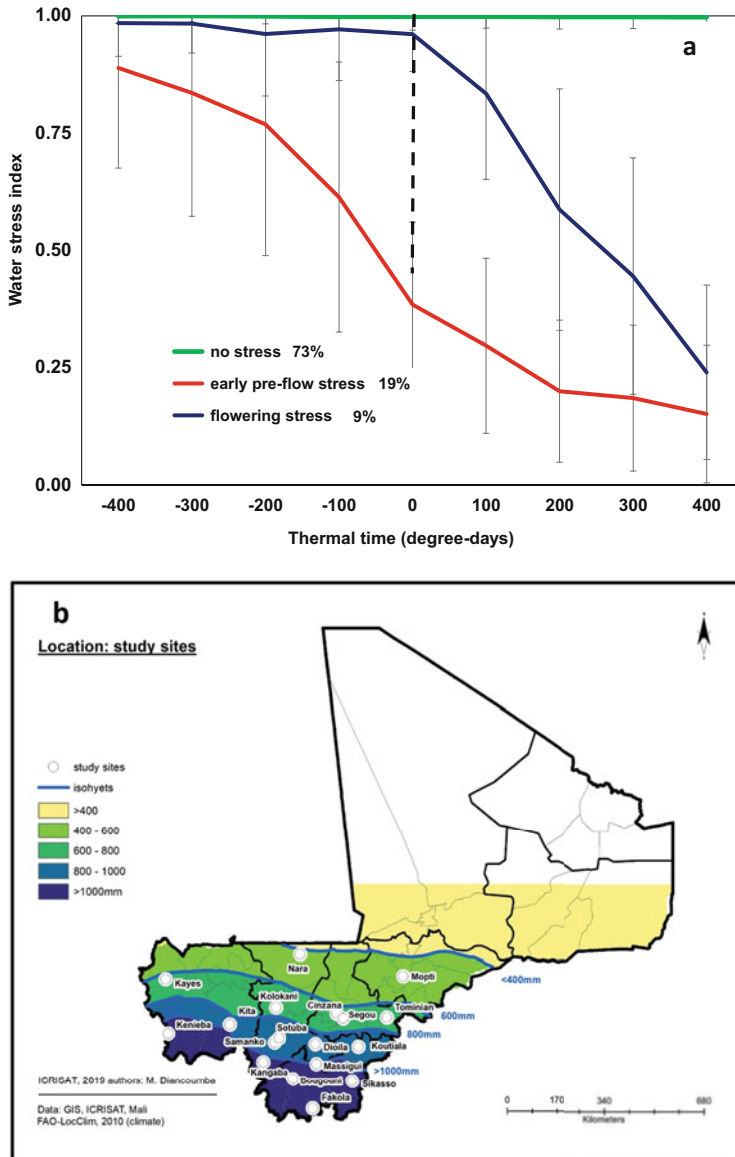 a
1.00
0.75
0.50
0.25
0.00
Water stress index
no stress 73%
early pre-flow stress 19%
flowering stress 9%
-400 -300 -200 -100 0 100 200 300 400
Thermal time (degree-days)
b
Location: study sites
N
study sites
isohyets
>400
400 - 600
600 - 800
800 - 1000
>1000mm
Nara
Mopti
<400mm
Kayes
Kolokani
Cinzana
Tominian
600mm
Kita
Segou
Kenieba
Sotuba
800mm
Samanko
Dioila
Koutiala
Massigui
>1000mm
Kangaba
Bougouni
Sikasso
Fakola
ICRISAT, 2019 authors: M. Diancoumba
Data: GIS, ICRISAT, Mali
FAO-LocClim, 2010 (climate)
0 170 340 680
Kilometers